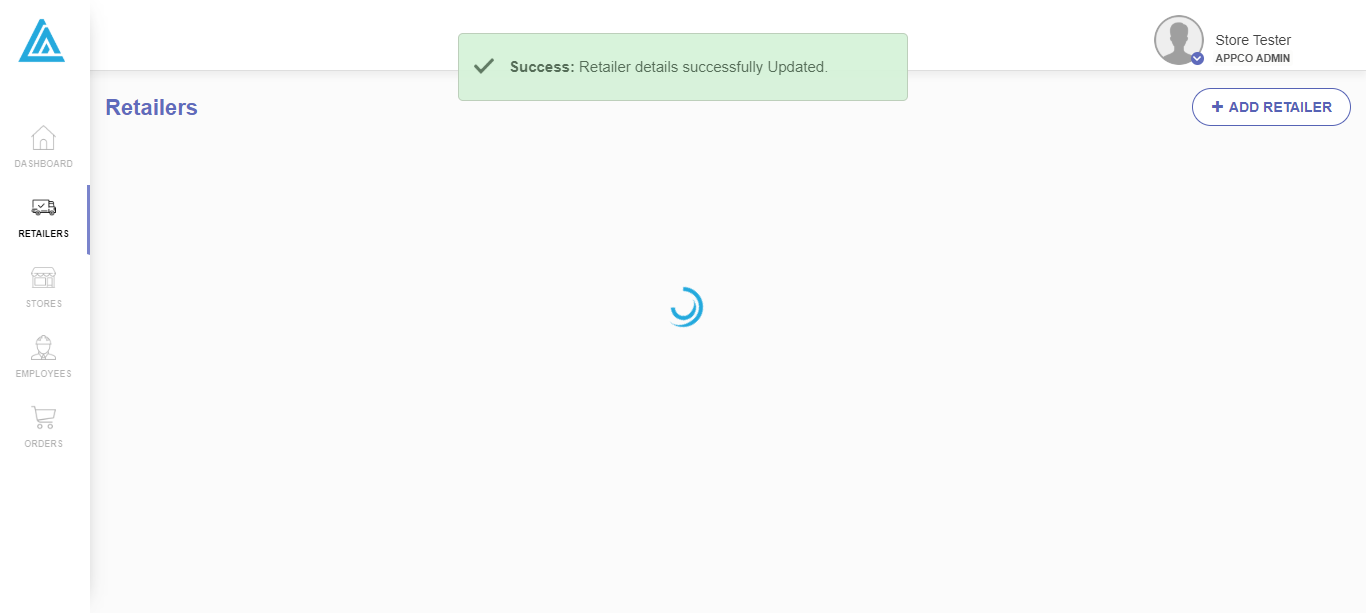 Success: Retailer details successfully Updated.
Store Tester
APPCO ADMIN
Retailers
+ ADD RETAILER
DASHBOARD
RETAILERS
STORES
EMPLOYEES
ORDERS